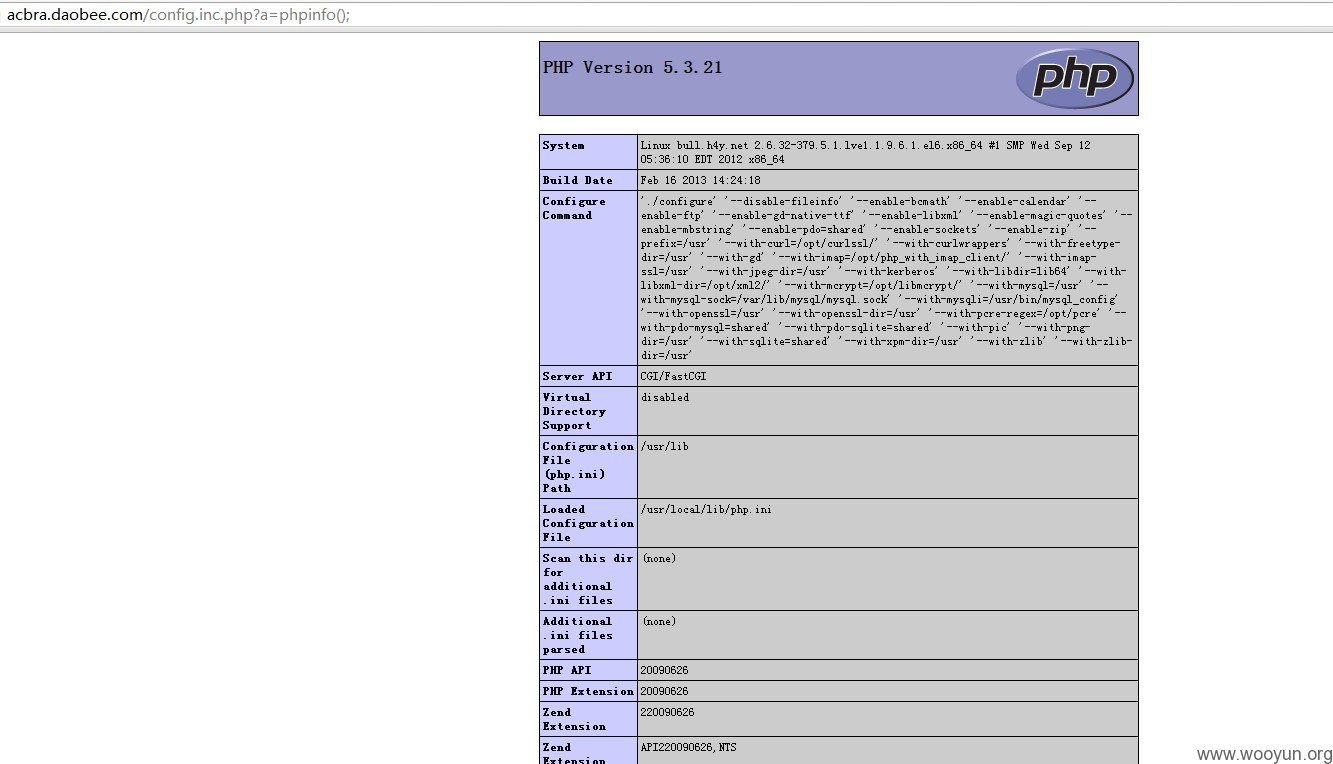 acbra.daobee.com/config.inc.php?a=phpinfo();
PHP Version 5.3.21
php
System
Linux bull.h4y.net 2.6.32-379.5.1.lve1.1.9.6.1.el6.x86_64 #1 SMP Wed Sep 12
05:36:10 EDT 2012 x86_64
Build Date
Feb 16 2013 14:24:18
Configure
Command
'./configure' '--disable-fileinfo' '--enable-bcmath' '--enable-calendar' '--
enable-ftp' '--enable-gd-native-ttf' '--enable-libxml' '--enable-magic-quotes' '--
enable-mbstring' '--enable-pdo=shared' '--enable-sockets' '--enable-zip' '--
prefix=/usr' '--with-curl=/opt/curlssl/' '--with-curlwrappers' '--with-freetype-
dir=/usr' '--with-gd' '--with-imap=/opt/php_with_imap_client/' '--with-imap-
ssl=/usr' '--with-jpeg-dir=/usr' '--with-kerberos' '--with-libdir=lib64' '--with-
libxml-dir=/opt/xml2/' '--with-mcrypt=/opt/libmcrypt/' '--with-mysql=/usr' '--
with-mysql-sock=/var/lib/mysql/mysql.sock' '--with-mysqli=/usr/bin/mysql_config'
'--with-openssl=/usr' '--with-openssl-dir=/usr' '--with-pcre-regex=/opt/pcre' '--
with-pdo-mysql=shared' '--with-pdo-sqlite=shared' '--with-pic' '--with-png-
dir=/usr' '--with-sqlite=shared' '--with-xpm-dir=/usr' '--with-zlib' '--with-zlib-
dir=/usr'
Server API
CGI/FastCGI
Virtual
Directory
Support
disabled
Configuration
File
(php.ini)
Path
/usr/lib
Loaded
Configuration
File
/usr/local/lib/php.ini
Scan this dir
for
additional
.ini files
(none)
Additional
.ini files
parsed
(none)
PHP API
20090626
PHP Extension
20090626
Zend
Extension
220090626
Zend
Extension
API220090626,NTS
www.wooyun.org